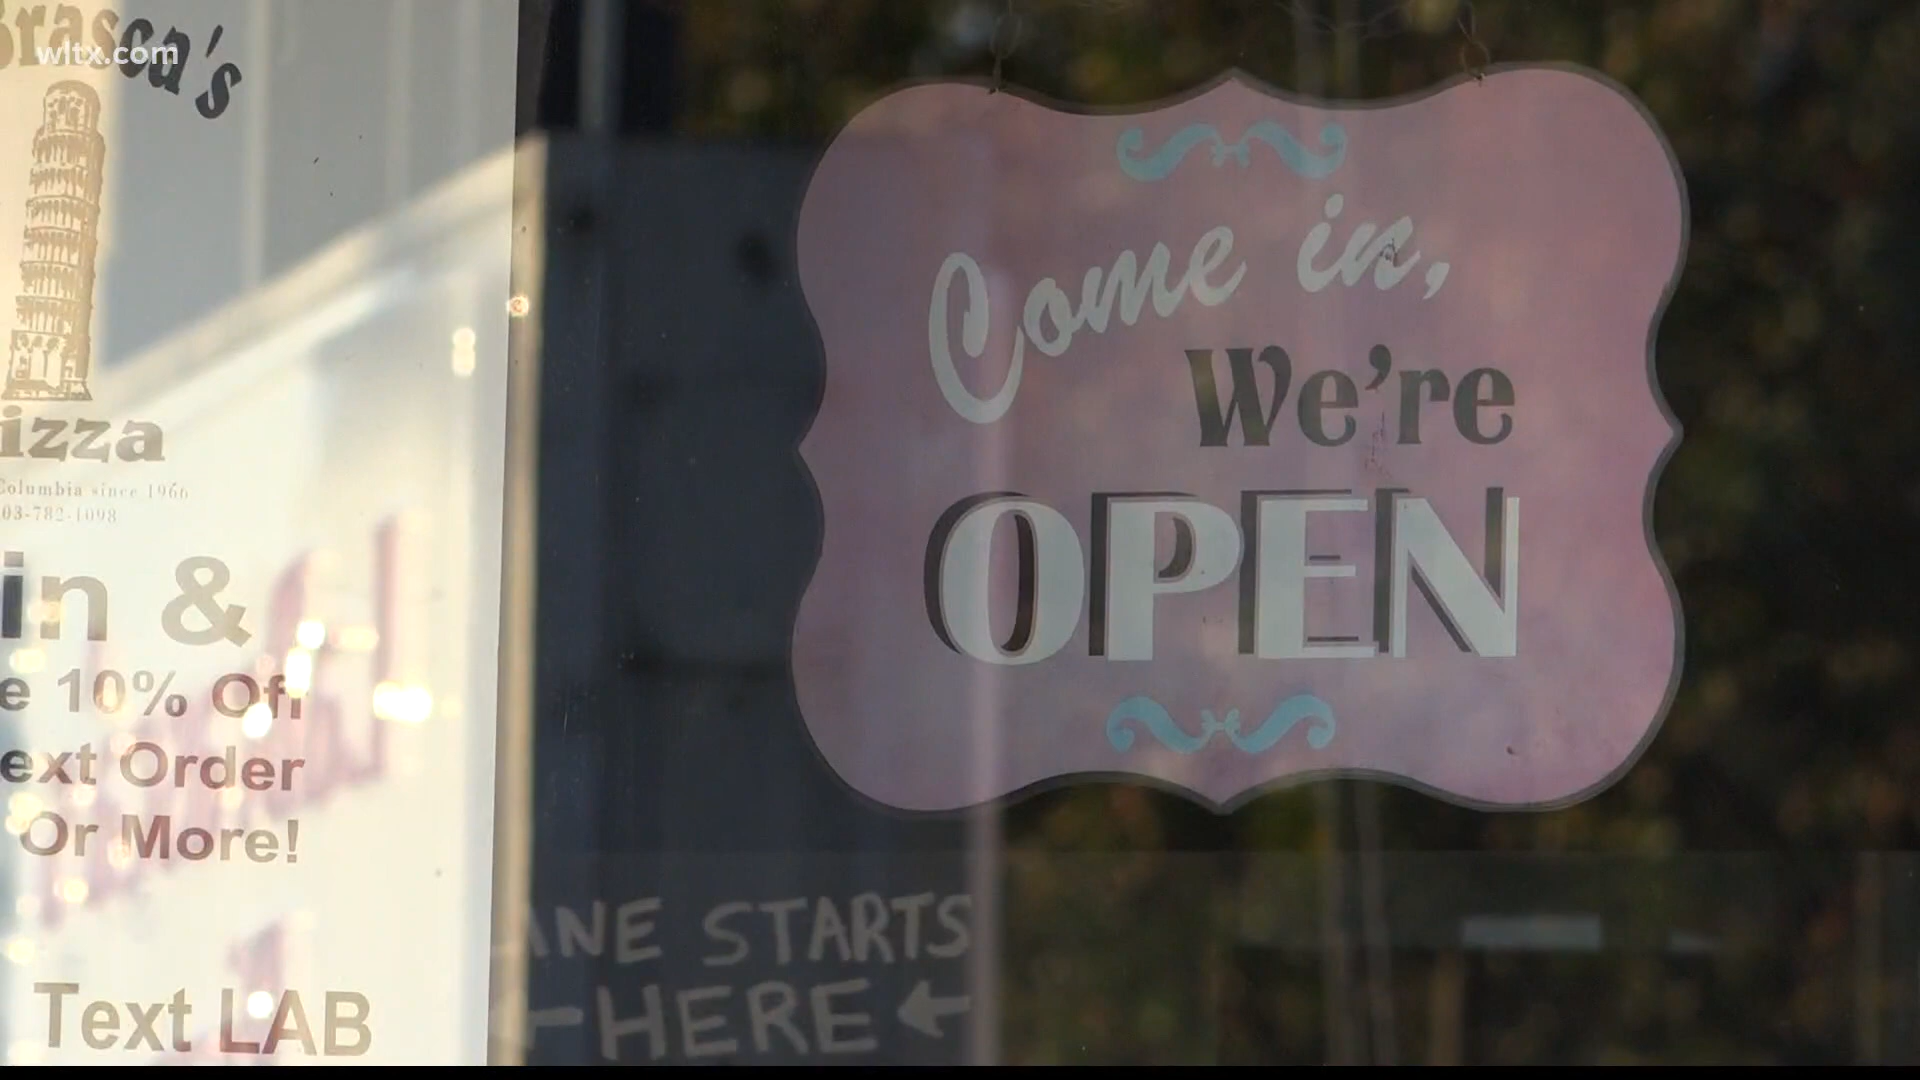 wltx.com
Brasca's
izza
Columbia since 1966
03-782-1098
in &
e 10% Off
ext Order
Or More!
Text LAB
Come in,
We're
OPEN
ANE STARTS
←HERE←